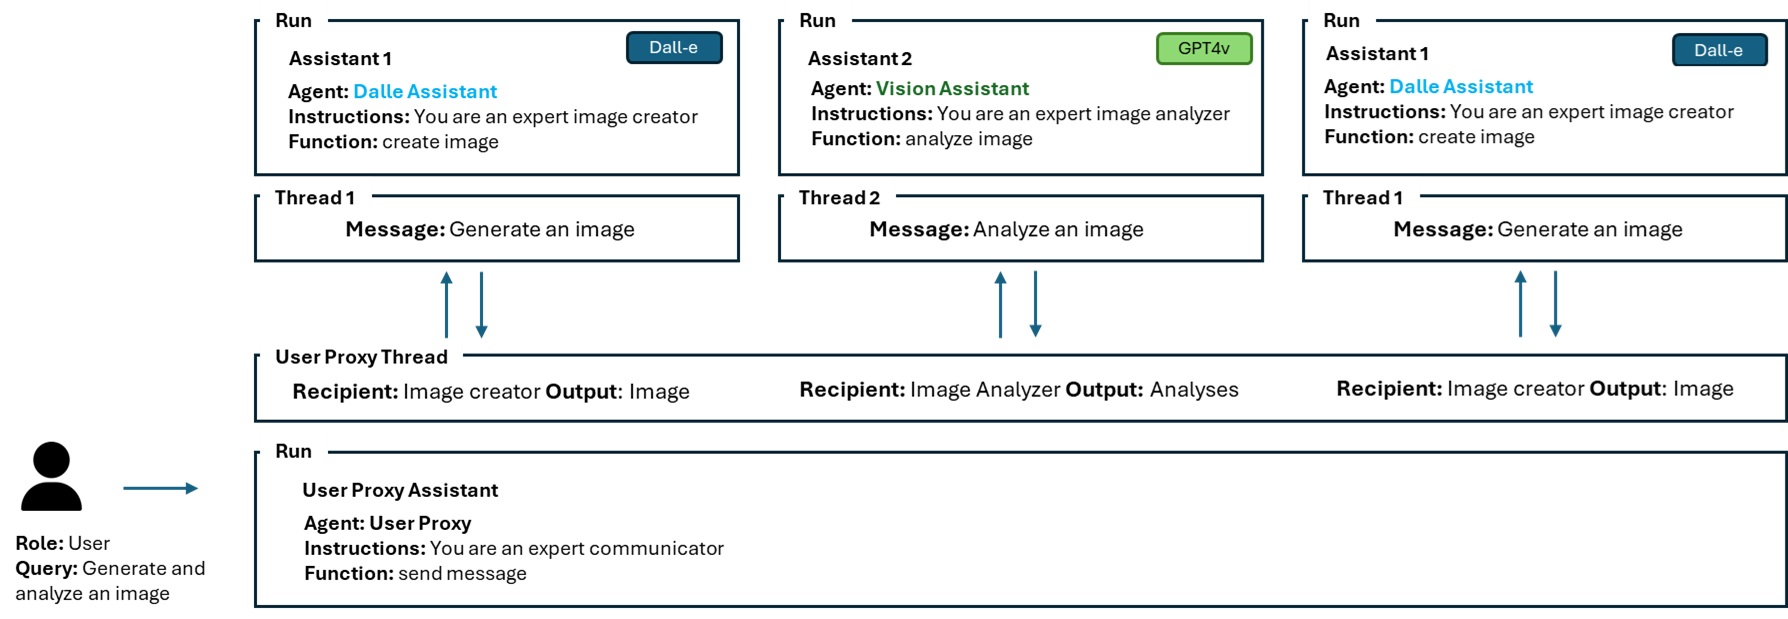 Run
Dall-e
Assistant 1
Agent: Dalle Assistant
Instructions: You are an expert image creator
Function: create image
Run
GPT4v
Assistant 2
Agent: Vision Assistant
Instructions: You are an expert image analyzer
Function: analyze image
Run
Dall-e
Assistant 1
Agent: Dalle Assistant
Instructions: You are an expert image creator
Function: create image
Thread 1
Message: Generate an image
Thread 2
Message: Analyze an image
Thread 1
Message: Generate an image
User Proxy Thread
Recipient: Image creator Output: Image
Recipient: Image Analyzer Output: Analyses
Recipient: Image creator Output: Image
Run
User Proxy Assistant
Agent: User Proxy
Instructions: You are an expert communicator
Function: send message
Role: User
Query: Generate and
analyze an image